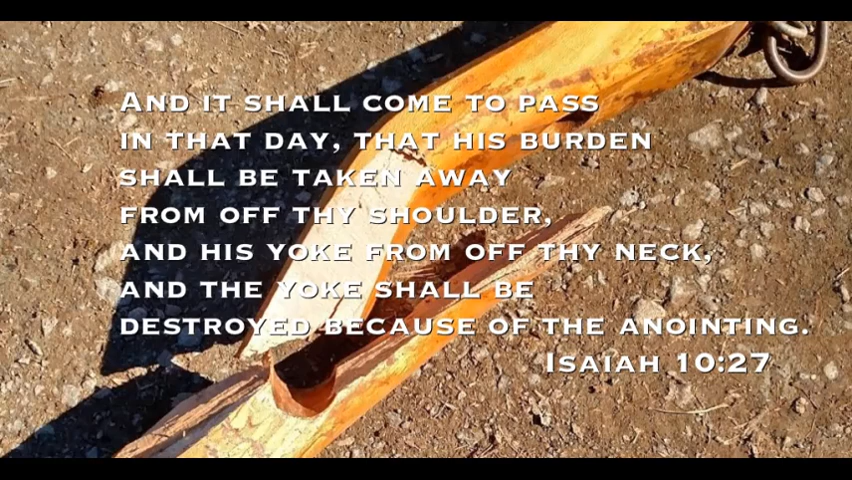 And it shall come to pass
in that day, that his burden
shall be taken away
from off thy shoulder,
and his yoke from off thy neck,
and the yoke shall be
destroyed because of the anointing.
Isaiah 10:27